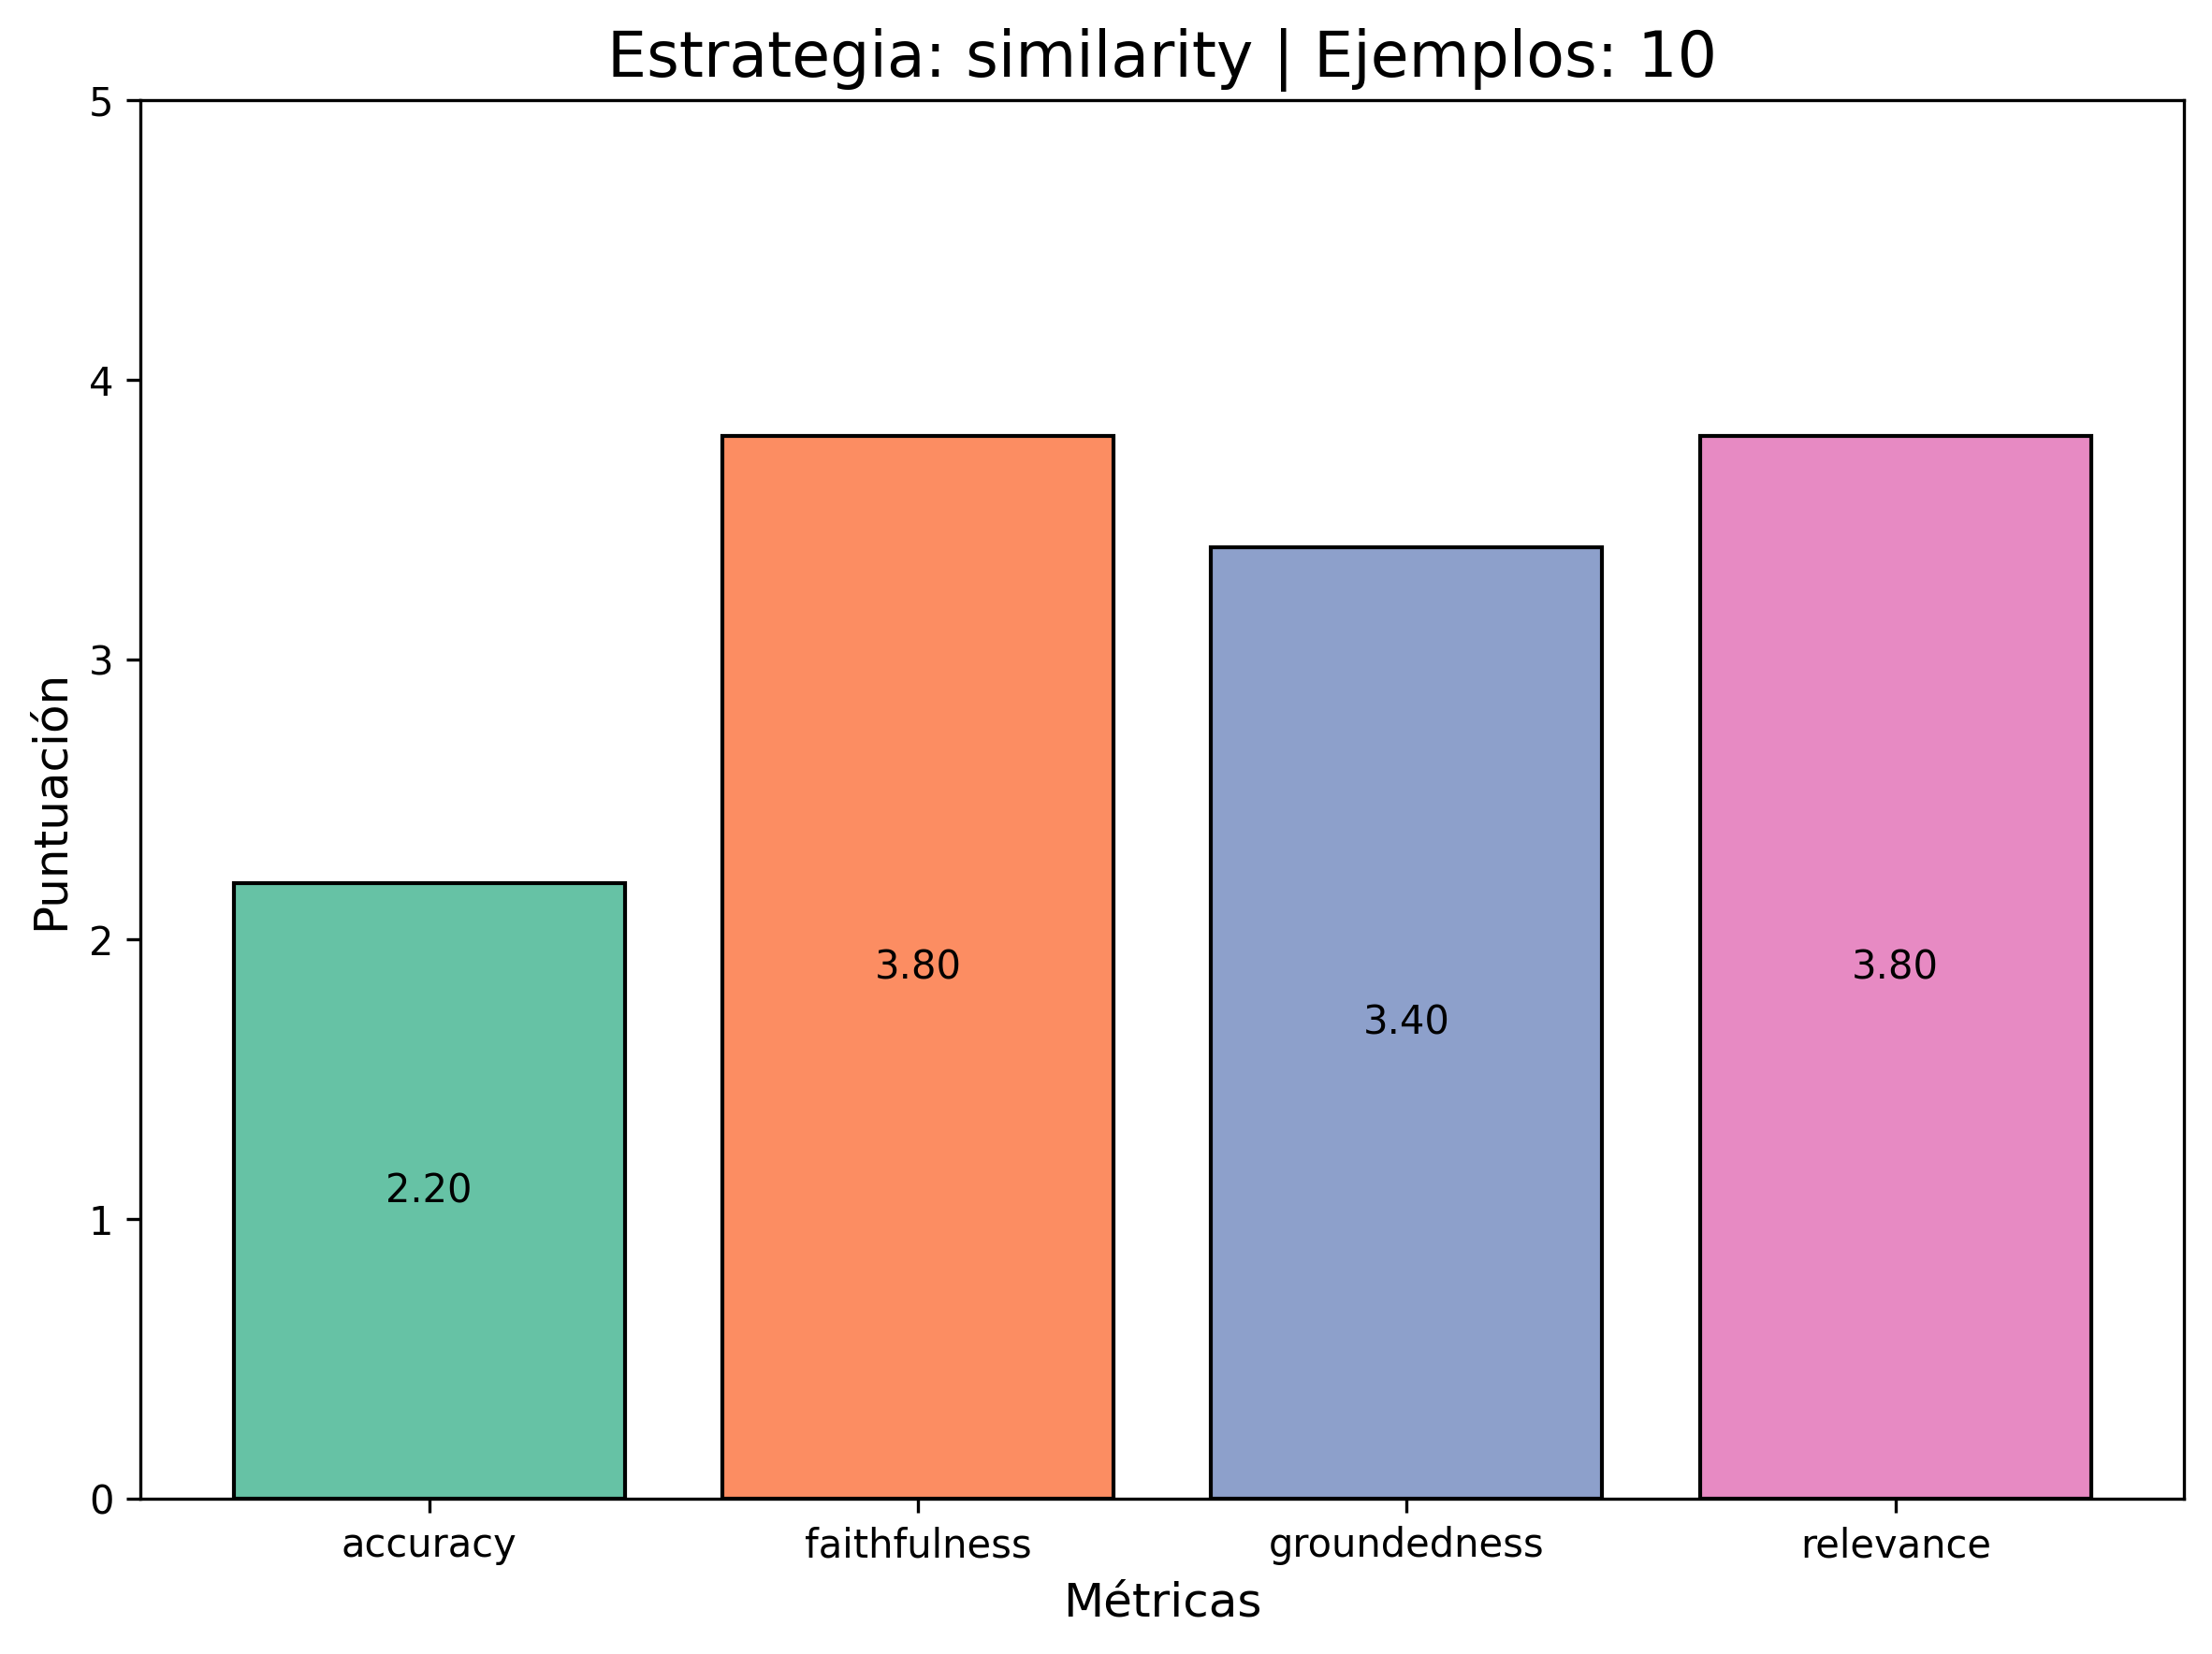 Estrategia: similarity | Ejemplos: 10
5
4
3
2
1
0
Puntuación
2.20
3.80
3.40
3.80
accuracy
faithfulness
groundedness
relevance
Métricas